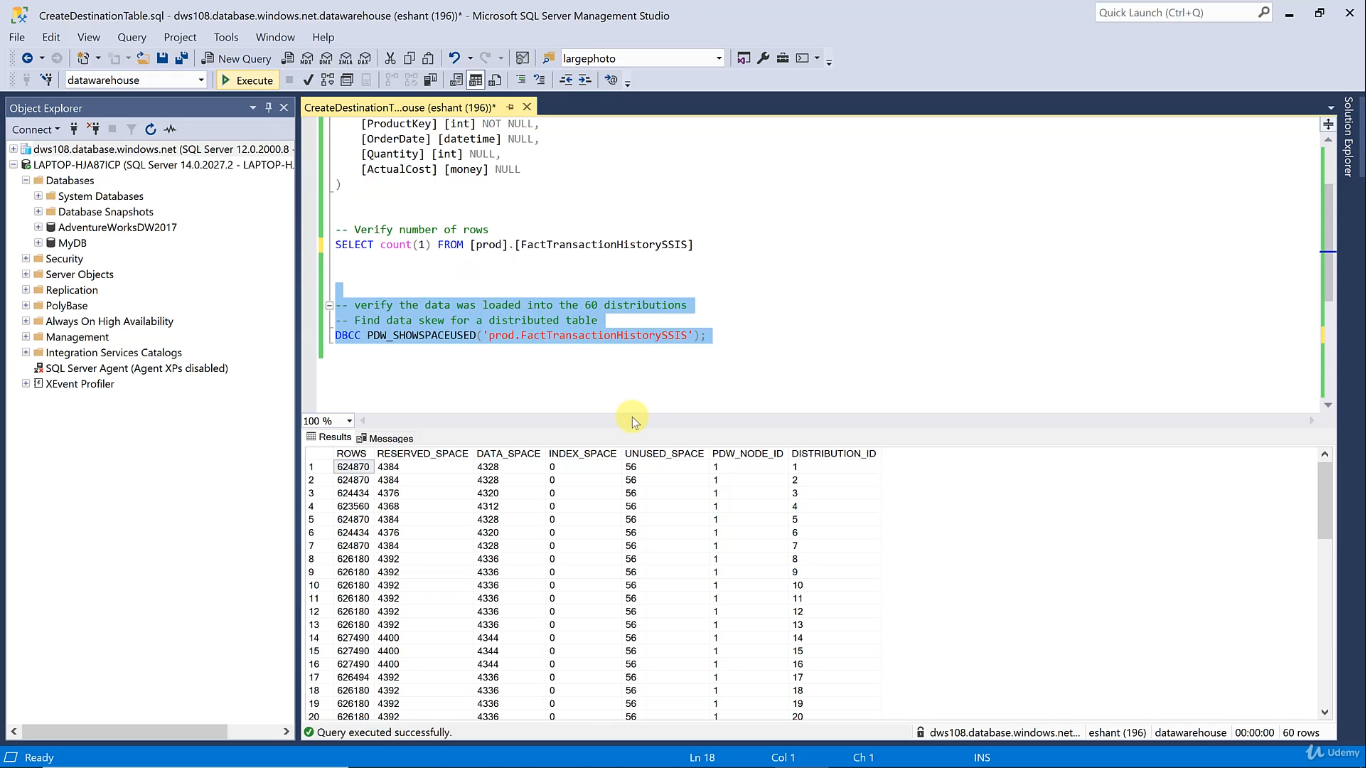 CreateDestinationTable.sql - dws108.database.windows.net.datawarehouse (eshant (196))* - Microsoft SQL Server Management Studio
Quick Launch (Ctrl+Q)
File Edit View Query Project Tools Window Help
New Query
largephoto
datawarehouse
Execute
Object Explorer
Connect
dws108.database.windows.net (SQL Server 12.0.2000.8 -
LAPTOP-HJA87ICP (SQL Server 14.0.2027.2 - LAPTOP-H
Databases
System Databases
Database Snapshots
AdventureWorksDW2017
MyDB
Security
Server Objects
Replication
PolyBase
Always On High Availability
Management
Integration Services Catalogs
SQL Server Agent (Agent XPs disabled)
XEvent Profiler
CreateDestinationT...ouse (eshant (196))*
[ProductKey] [int] NOT NULL,
[OrderDate] [datetime] NULL,
[Quantity] [int] NULL,
[ActualCost] [money] NULL
)
-- Verify number of rows
SELECT count(1) FROM [prod].[FactTransactionHistorySSIS]
-- verify the data was loaded into the 60 distributions
-- Find data skew for a distributed table
DBCC PDW_SHOWSPACEUSED('prod.FactTransactionHistorySSIS');
100 %
Results Messages
ROWS RESERVED_SPACE DATA_SPACE INDEX_SPACE UNUSED_SPACE PDW_NODE_ID DISTRIBUTION_ID
1 624870 4384 4328 0 56 1 1
2 624870 4384 4328 0 56 1 2
3 624434 4376 4320 0 56 1 3
4 623560 4368 4312 0 56 1 4
5 624870 4384 4328 0 56 1 5
6 624434 4376 4320 0 56 1 6
7 624870 4384 4328 0 56 1 7
8 626180 4392 4336 0 56 1 8
9 626180 4392 4336 0 56 1 9
10 626180 4392 4336 0 56 1 10
11 626180 4392 4336 0 56 1 11
12 626180 4392 4336 0 56 1 12
13 626180 4392 4336 0 56 1 13
14 627490 4400 4344 0 56 1 14
15 627490 4400 4344 0 56 1 15
16 627490 4400 4344 0 56 1 16
17 626494 4392 4336 0 56 1 17
18 626180 4392 4336 0 56 1 18
19 626180 4392 4336 0 56 1 19
20 626180 4392 4336 0 56 1 20
Query executed successfully.
dws108.database.windows.net... eshant (196) datawarehouse 00:00:00 60 rows
Ready Ln 18 Col 1 Ch 1 INS
Solution Explorer
Udemy